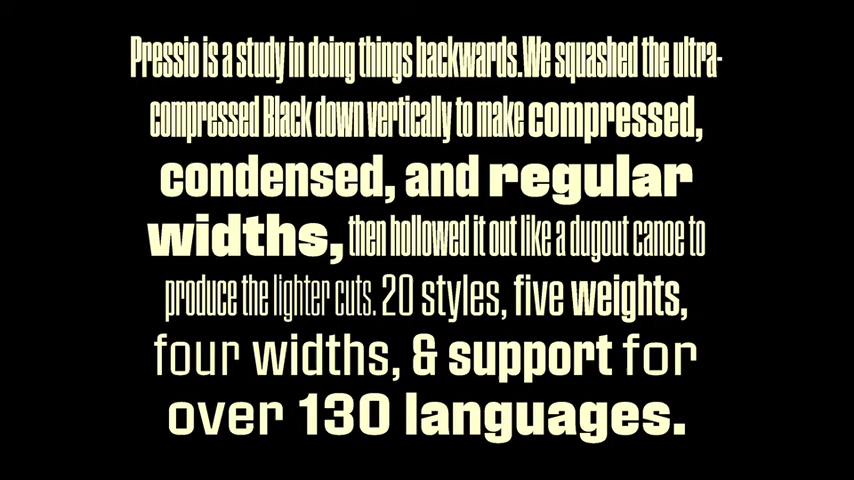 Pressio is a study in doing things backwards. We squashed the ultra-
compressed Black down vertically to make compressed,
condensed, and regular
widths, then hollowed it out like a dugout canoe to
produce the lighter cuts. 20 styles, five weights,
four widths, & support for
over 130 languages.